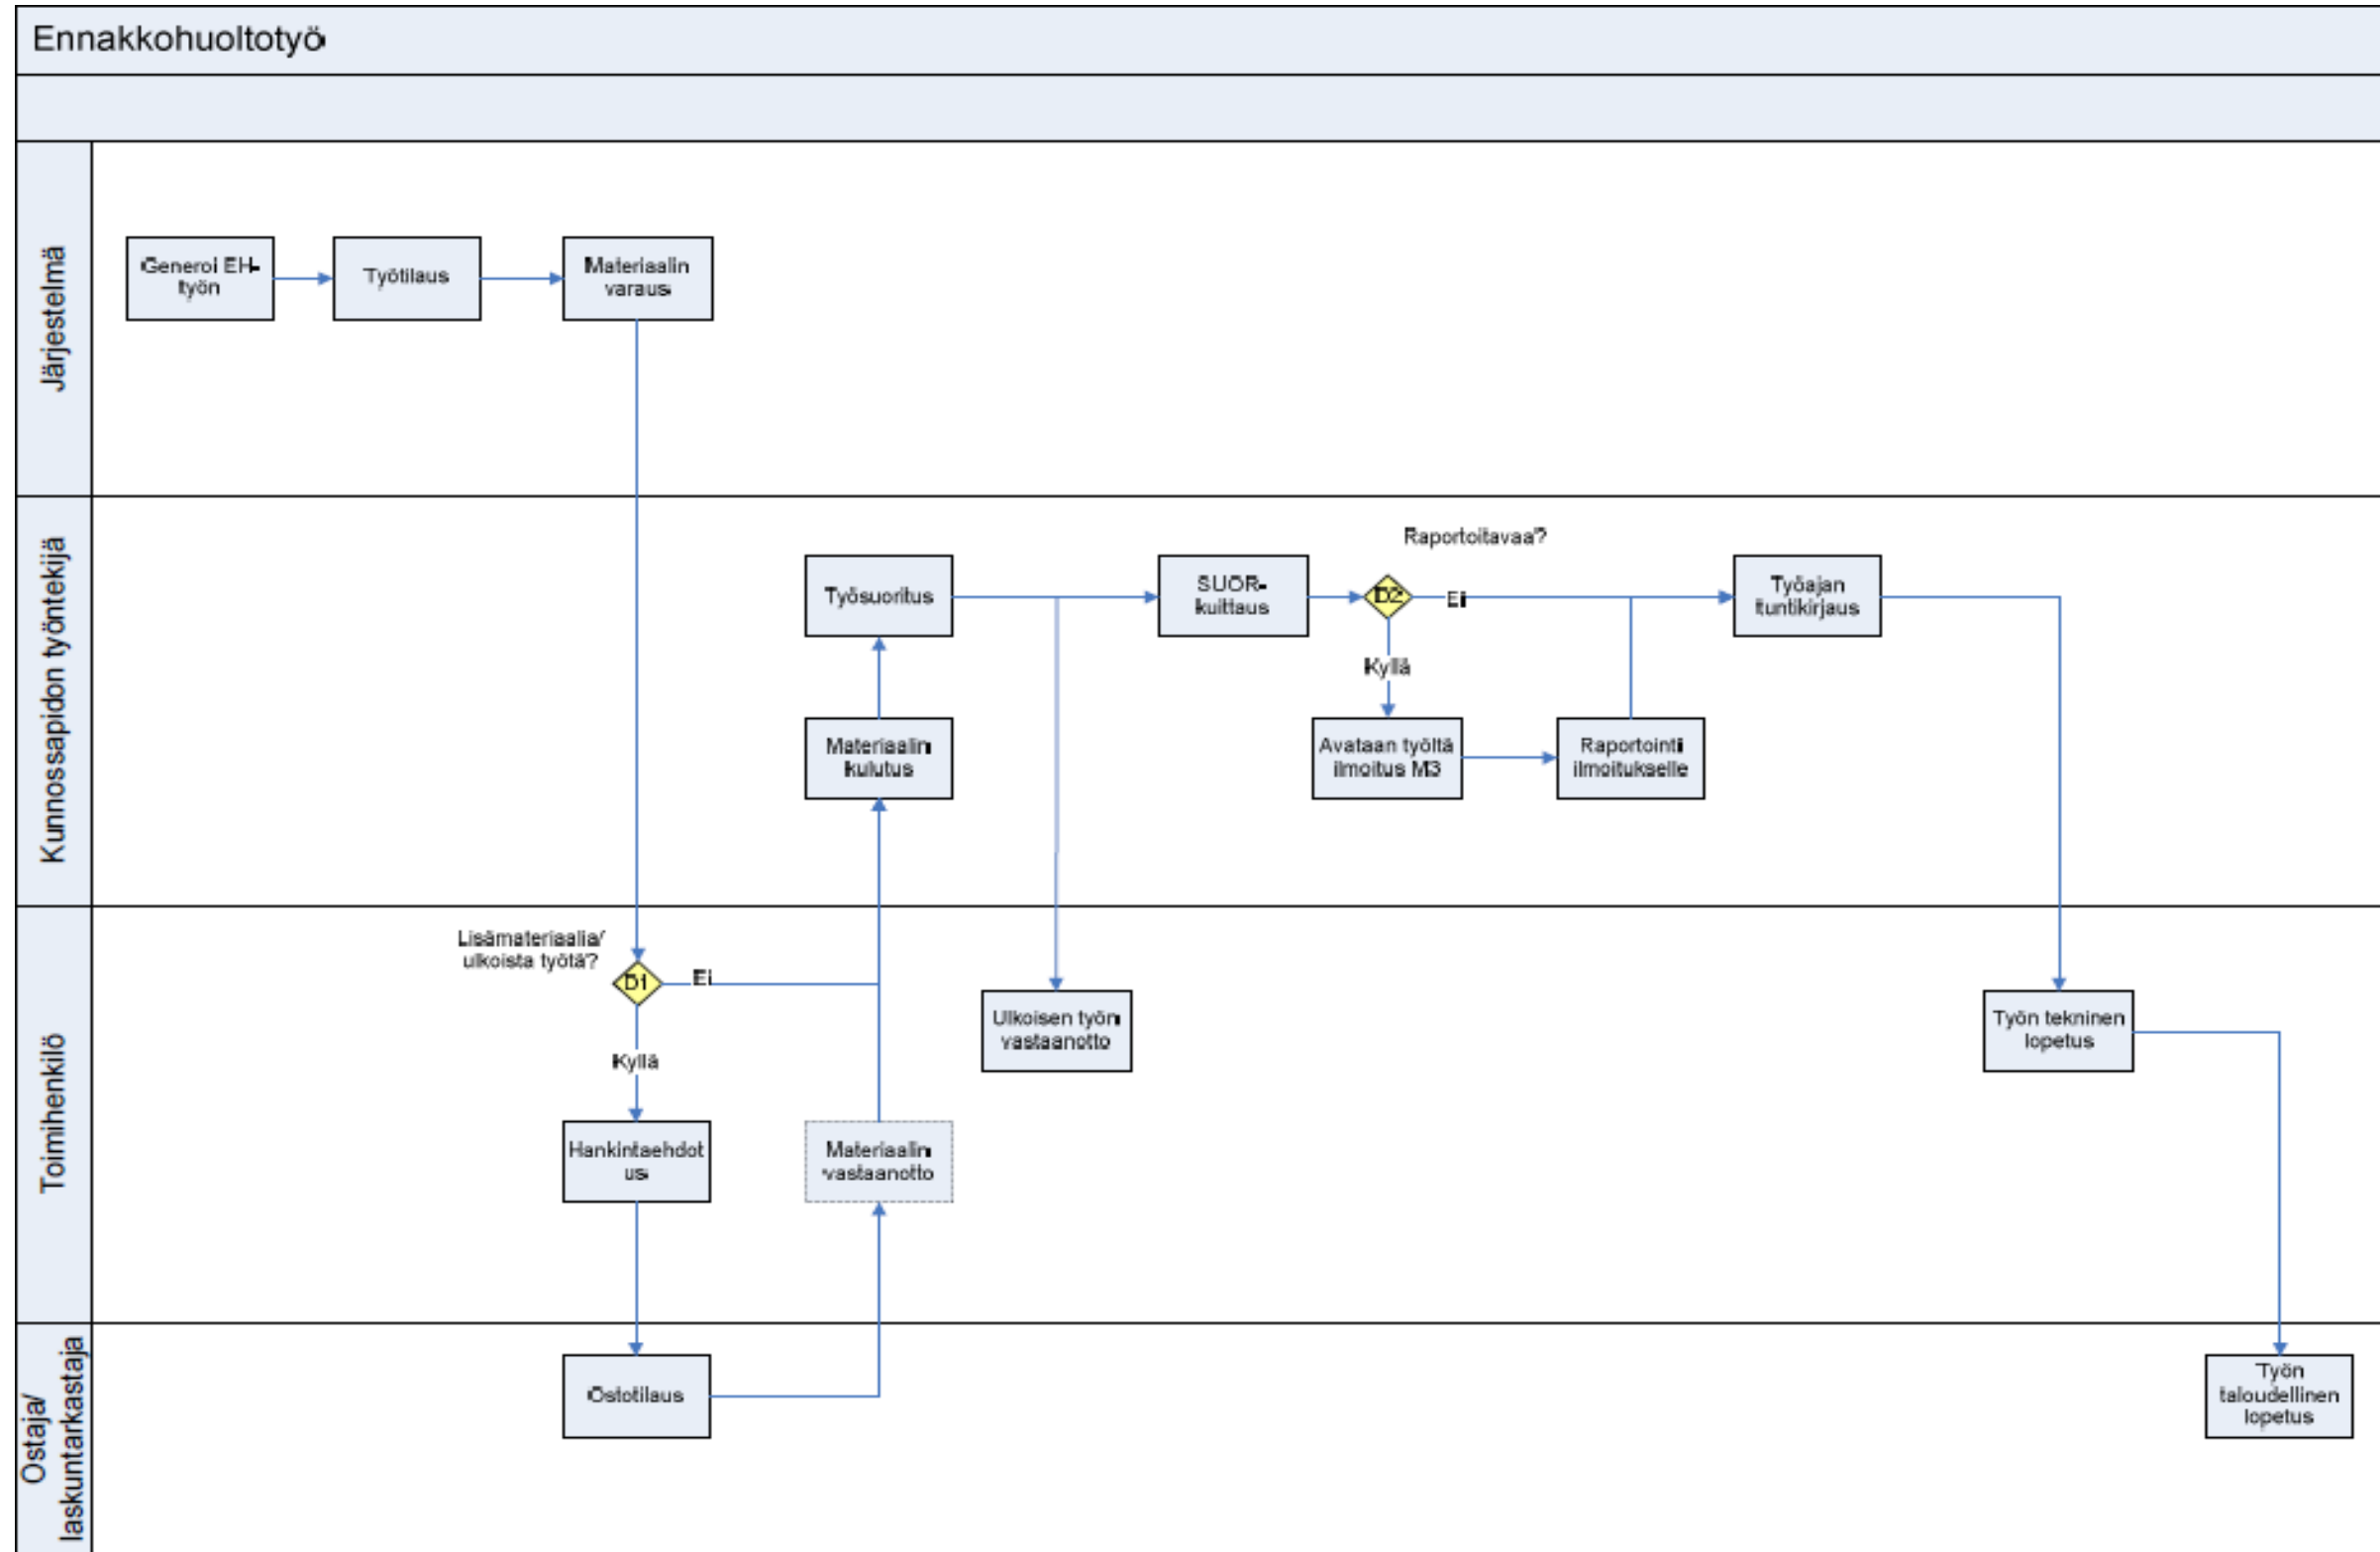 Ennakkohuoltotyö
Järjestelmä
Generoi EH-
työn
Työtilaus
Materiaalin
varaus
Kunnossapidon työntekijä
Raportoitavaa?
Työsuoritus
SUOR-
kuittaus
D2
Ei
Työajan
tuntikirjaus
Kyllä
Materiaalin
kulutus
Avataan työltä
ilmoitus M3
Raportointi
ilmoitukselle
Toimihenkilö
Lisämateriaalia/
ulkoista työtä?
D1
Ei
Ulkoisen työn
vastaanotto
Työn tekninen
lopetus
Kyllä
Hankintaehdot
us
Materiaalin
vastaanotto
Ostaja/
laskuntarkastaja
Ostotilaus
Työn
taloudellinen
lopetus